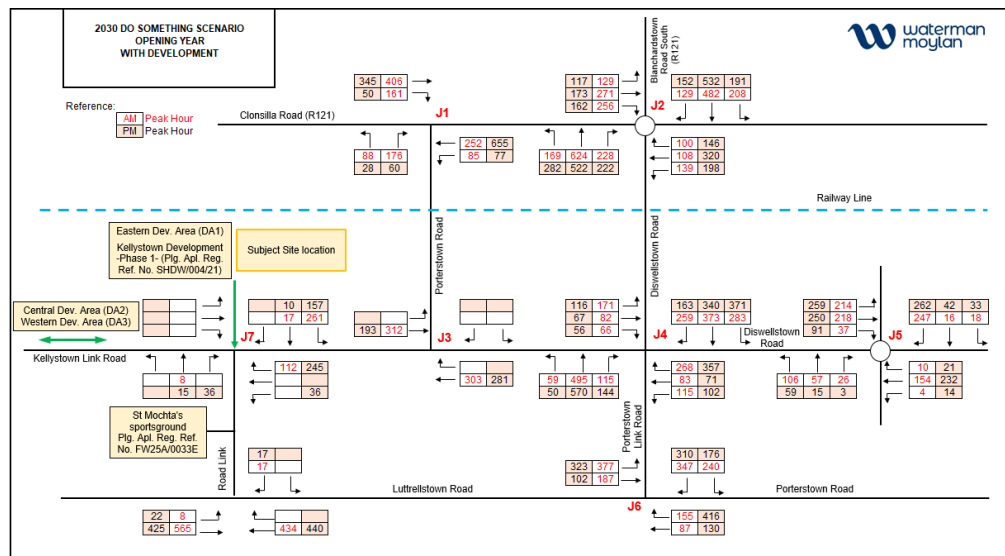 2030 DO SOMETHING SCENARIO
OPENING YEAR
WITH DEVELOPMENT
waterman
moylan
Reference:
AM Peak Hour
PM Peak Hour
Blanchardstown
Road South
(R121)
345 406
50 161
117 129
173 271
162 256
152 532 191
129 482 208
J1
J2
Clonsilla Road (R121)
88 176
28 60
252 655
85 77
169 624 228
282 522 222
100 146
108 320
139 198
Railway Line
Eastern Dev. Area (DA1)
Kellystown Development
-Phase 1- (Plg. Apl. Reg.
Ref. No. SHDW/004/21)
Subject Site location
Porterstown Road
Diswellstown Road
Central Dev. Area (DA2)
Western Dev. Area (DA3)
10 157
17 261
193 312
116 171
67 82
56 66
163 340 371
259 373 283
259 214
250 218
91 37
262 42 33
247 16 18
J7
J3
J4
Diswellstown
Road
J5
Kellystown Link Road
8
15 36
112 245
36
303 281
59 495 115
50 570 144
268 357
83 71
115 102
106 57 26
59 15 3
10 21
154 232
4 14
St Mochta's
sportsground
Plg. Apl. Reg. Ref.
No. FW25A/0033E
Road Link
Porterstown
Link Road
17
17
323 377
102 187
310 176
347 240
Luttrellstown Road
Porterstown Road
J6
22 8
425 565
434 440
155 416
87 130